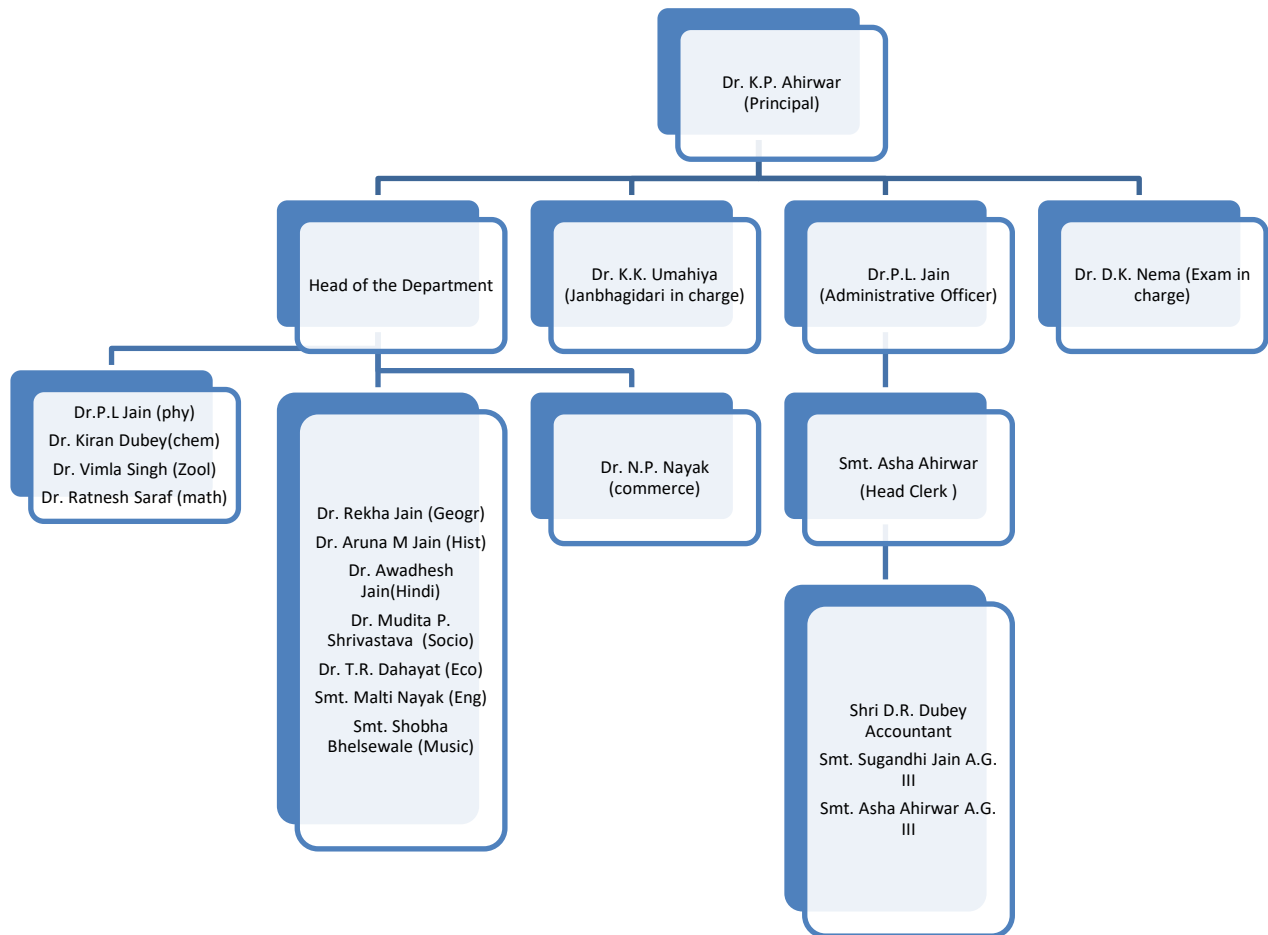 Dr. K.P. Ahirwar
(Principal)
Head of the Department
Dr. K.K. Umahiya
(Janbhagidari in charge)
Dr.P.L. Jain
(Administrative Officer)
Dr. D.K. Nema (Exam in
charge)
Dr.P.L Jain (phy)
Dr. Kiran Dubey(chem)
Dr. Vimla Singh (Zool)
Dr. Ratnesh Saraf (math)
Dr. Rekha Jain (Geogr)
Dr. Aruna M Jain (Hist)
Dr. Awadhesh
Jain(Hindi)
Dr. Mudita P.
Shrivastava (Socio)
Dr. T.R. Dahayat (Eco)
Smt. Malti Nayak (Eng)
Smt. Shobha
Bhelsewale (Music)
Dr. N.P. Nayak
(commerce)
Smt. Asha Ahirwar
(Head Clerk )
Shri D.R. Dubey
Accountant
Smt. Sugandhi Jain A.G.
III
Smt. Asha Ahirwar A.G.
III